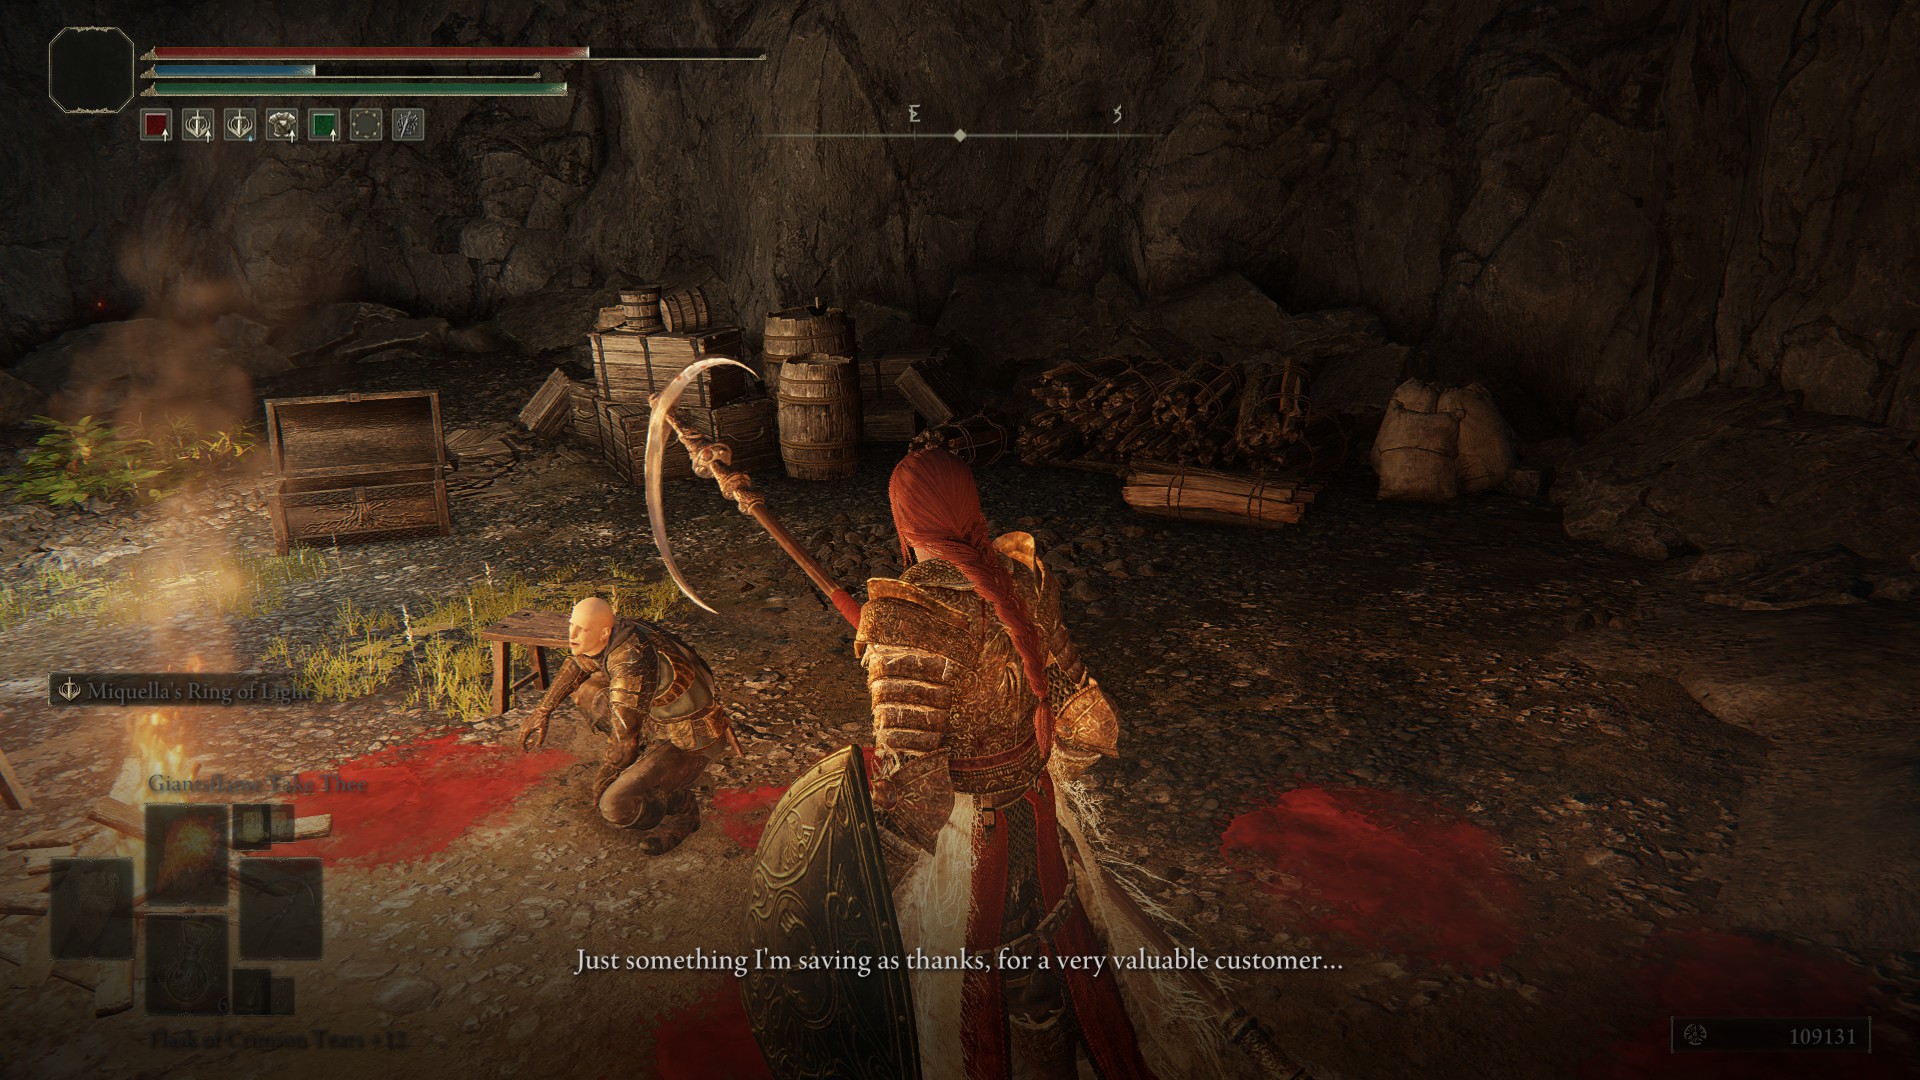 E
S
Miquella's Ring of Light
Giantsflame Take Thee
6
Flask of Crimson Tears +12
Just something I'm saving as thanks, for a very valuable customer...
109131